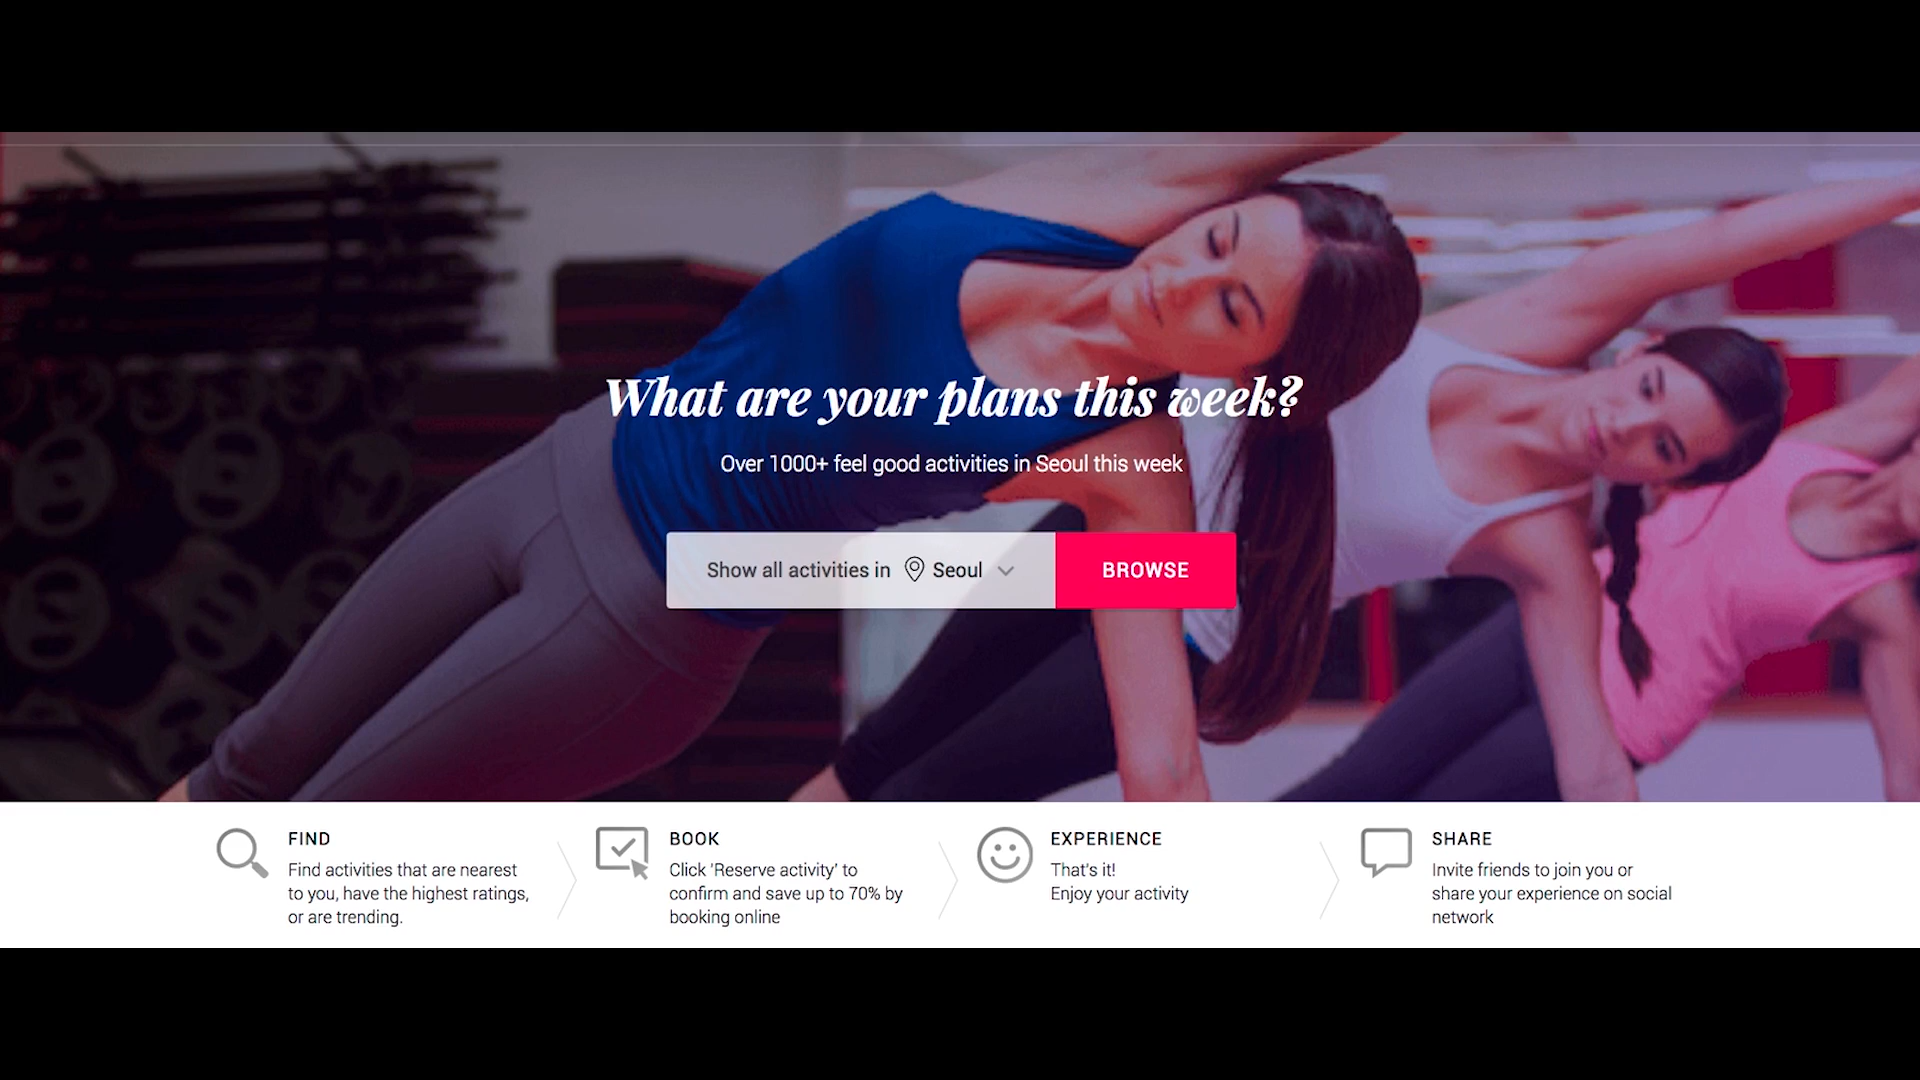 What are your plans this week?
Over 1000+ feel good activities in Seoul this week
Show all activities in Seoul
BROWSE
FIND
Find activities that are nearest
to you, have the highest ratings,
or are trending.
BOOK
Click 'Reserve activity' to
confirm and save up to 70% by
booking online
EXPERIENCE
That's it!
Enjoy your activity
SHARE
Invite friends to join you or
share your experience on social
network